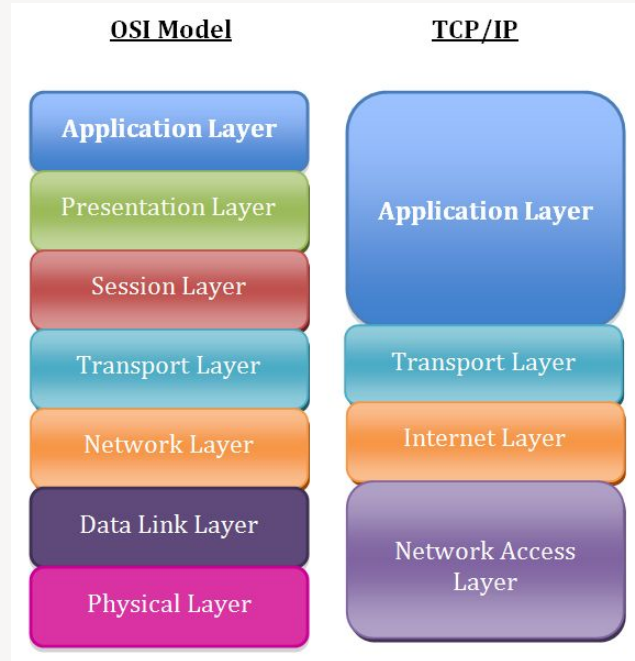 OSI Model
TCP/IP
Application Layer
Presentation Layer
Session Layer
Transport Layer
Network Layer
Data Link Layer
Physical Layer
Application Layer
Transport Layer
Internet Layer
Network Access
Layer